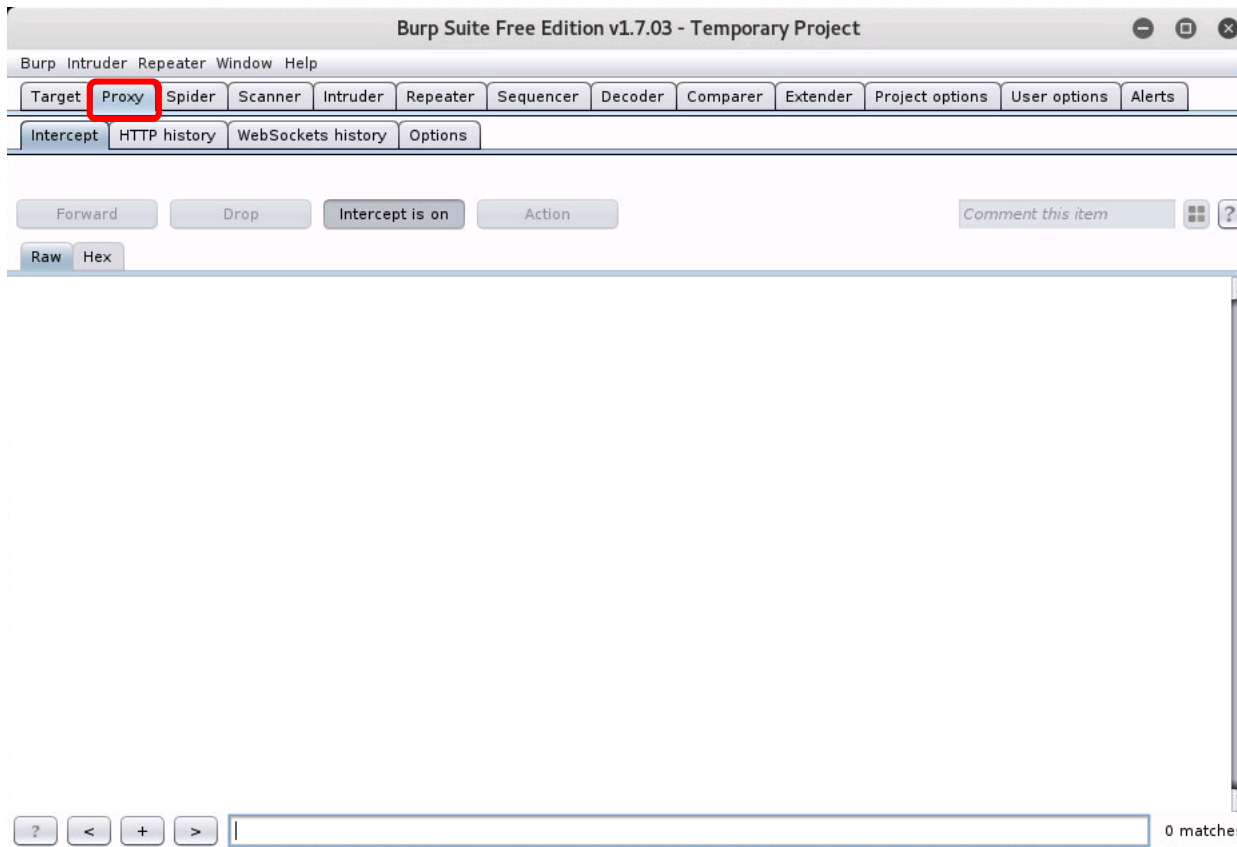 Burp Suite Free Edition v1.7.03 - Temporary Project
Burp Intruder Repeater Window Help
Target Proxy Spider Scanner Intruder Repeater Sequencer Decoder Comparer Extender Project options User options Alerts
Intercept HTTP history WebSockets history Options
Forward Drop Intercept is on Action Comment this item ?
Raw Hex
? < + > 0 matches